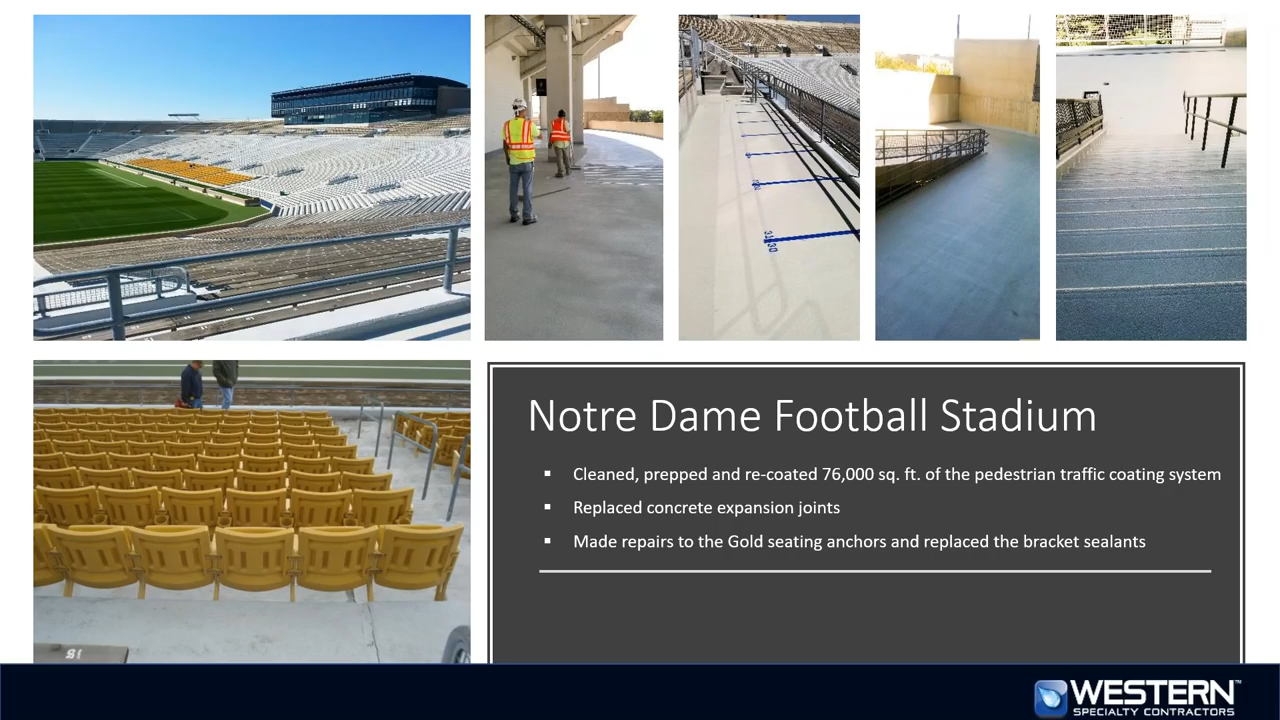 Notre Dame Football Stadium
▪ Cleaned, prepped and re-coated 76,000 sq. ft. of the pedestrian traffic coating system
▪ Replaced concrete expansion joints
▪ Made repairs to the Gold seating anchors and replaced the bracket sealants
WESTERN™
SPECIALTY CONTRACTORS